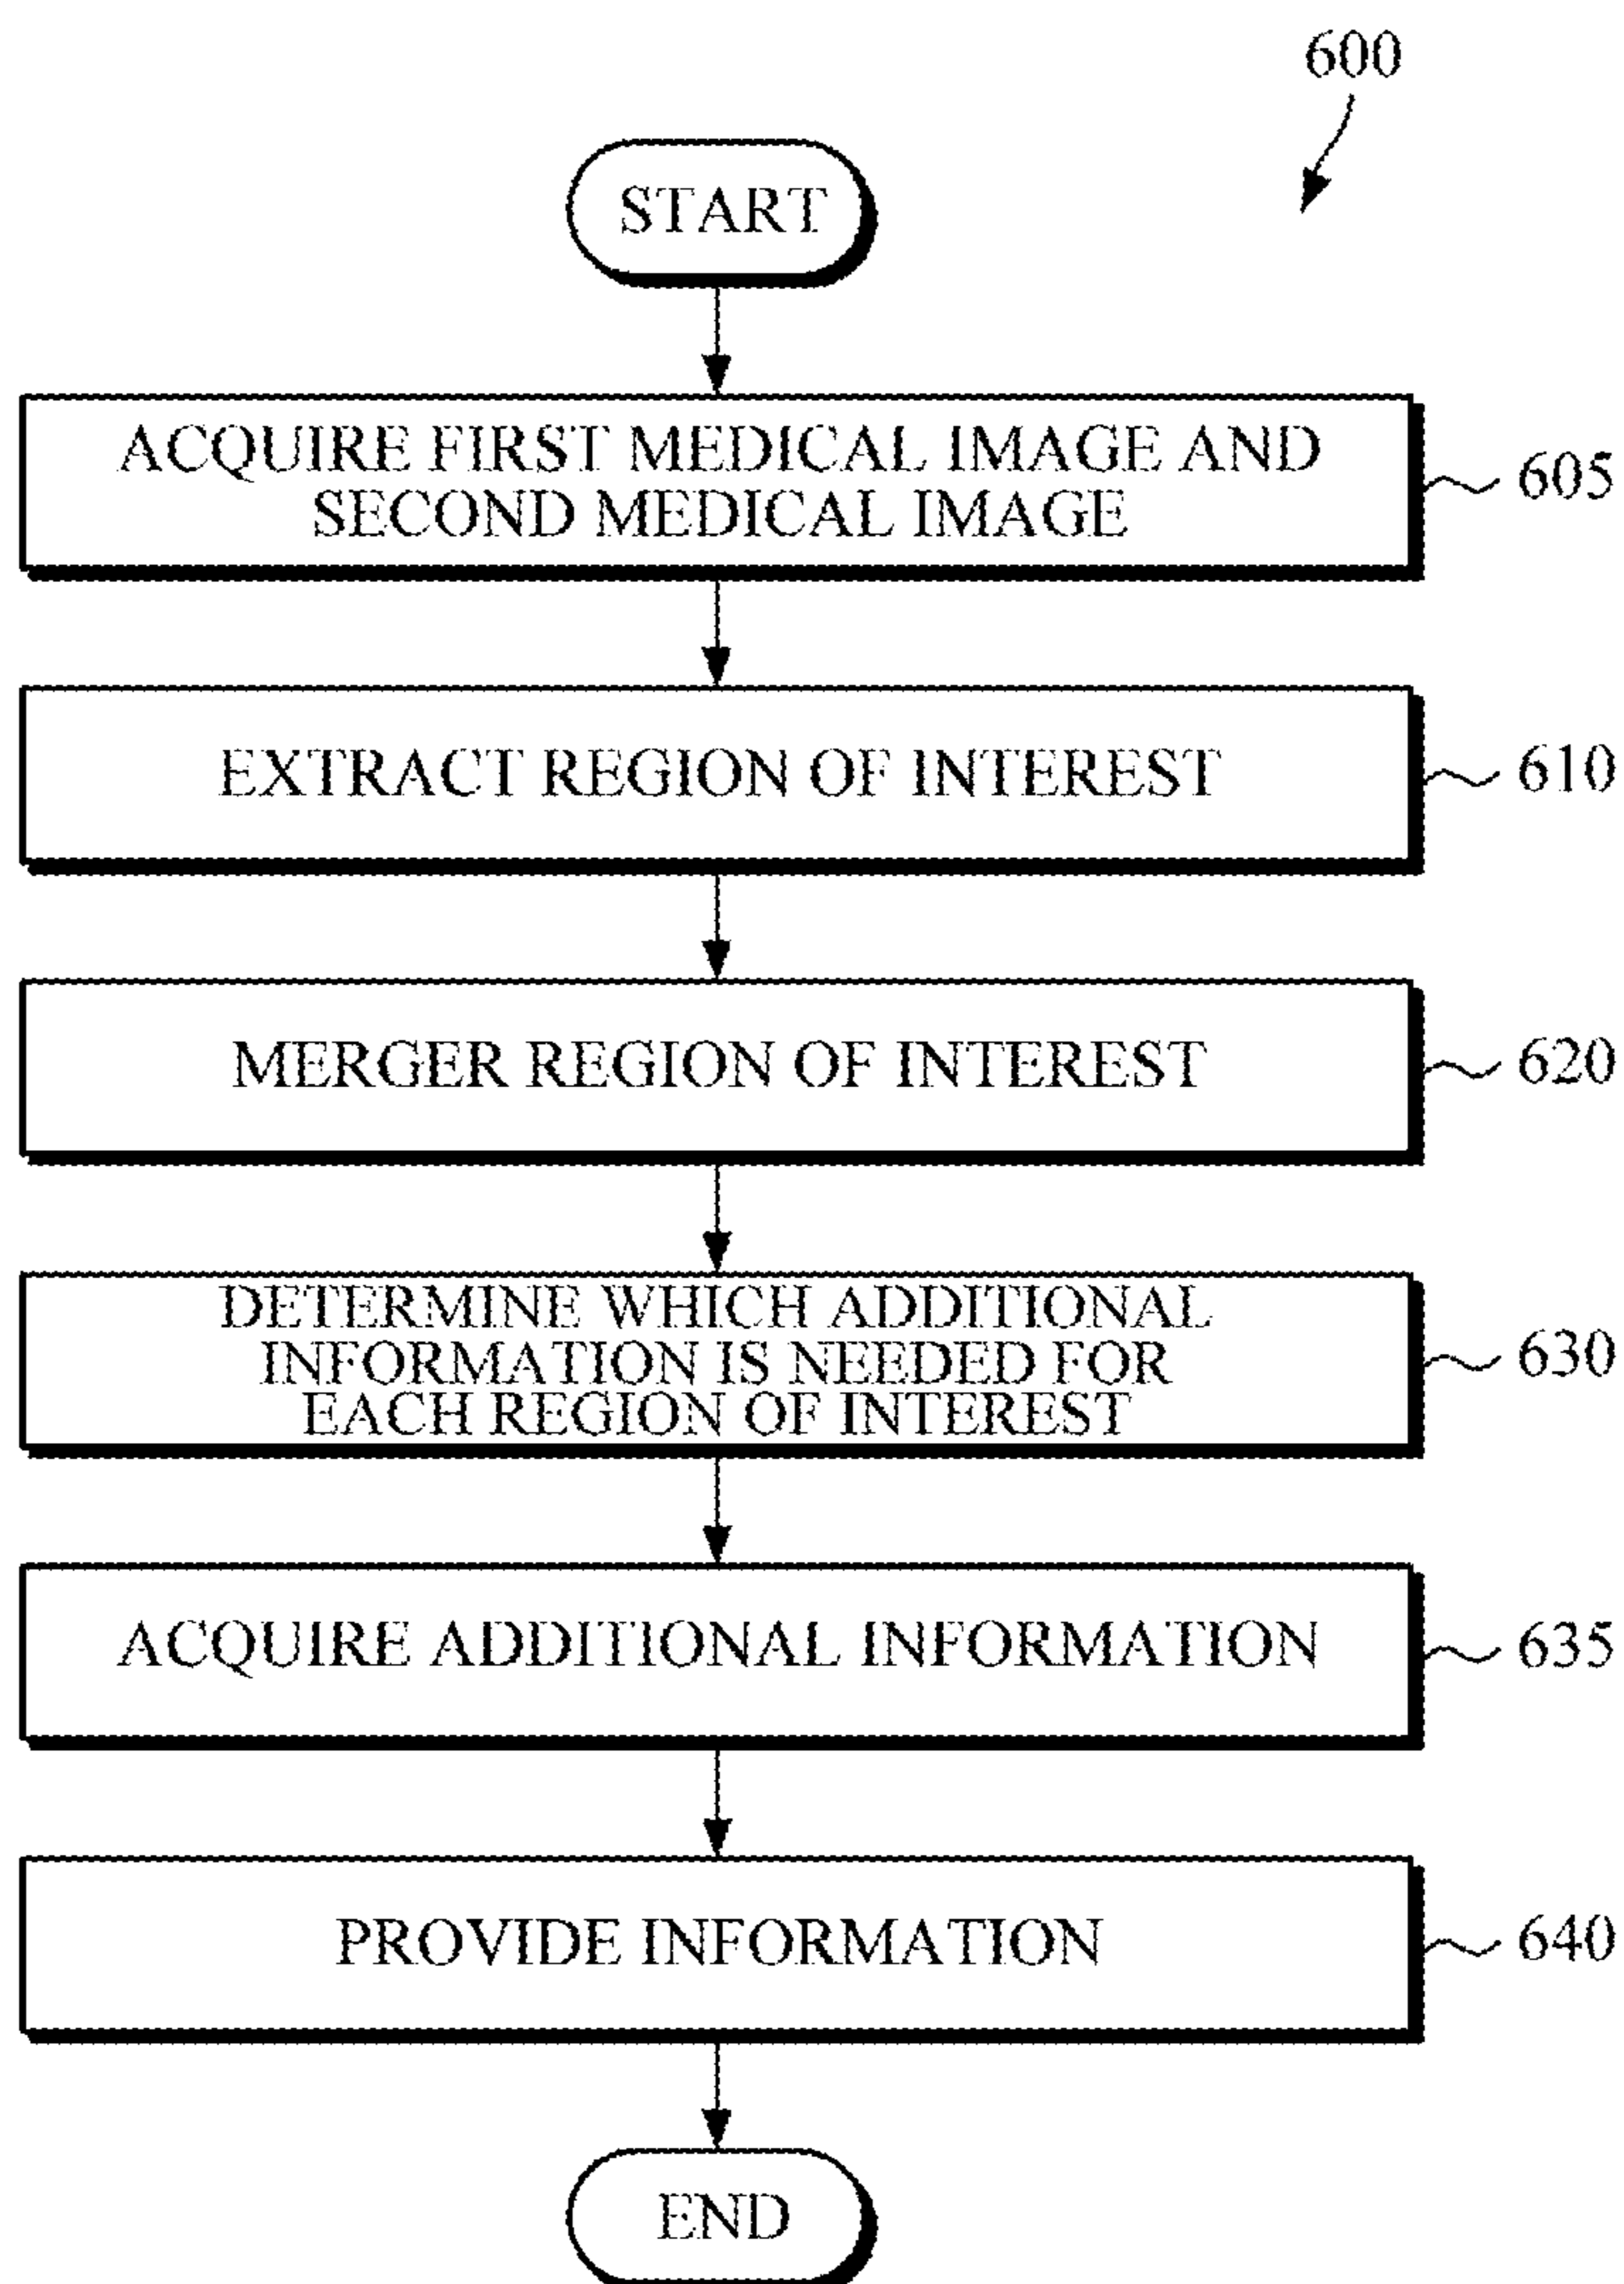 600
START
ACQUIRE FIRST MEDICAL IMAGE AND
SECOND MEDICAL IMAGE
605
EXTRACT REGION OF INTEREST
610
MERGER REGION OF INTEREST
620
DETERMINE WHICH ADDITIONAL
INFORMATION IS NEEDED FOR
EACH REGION OF INTEREST
630
ACQUIRE ADDITIONAL INFORMATION
635
PROVIDE INFORMATION
640
END